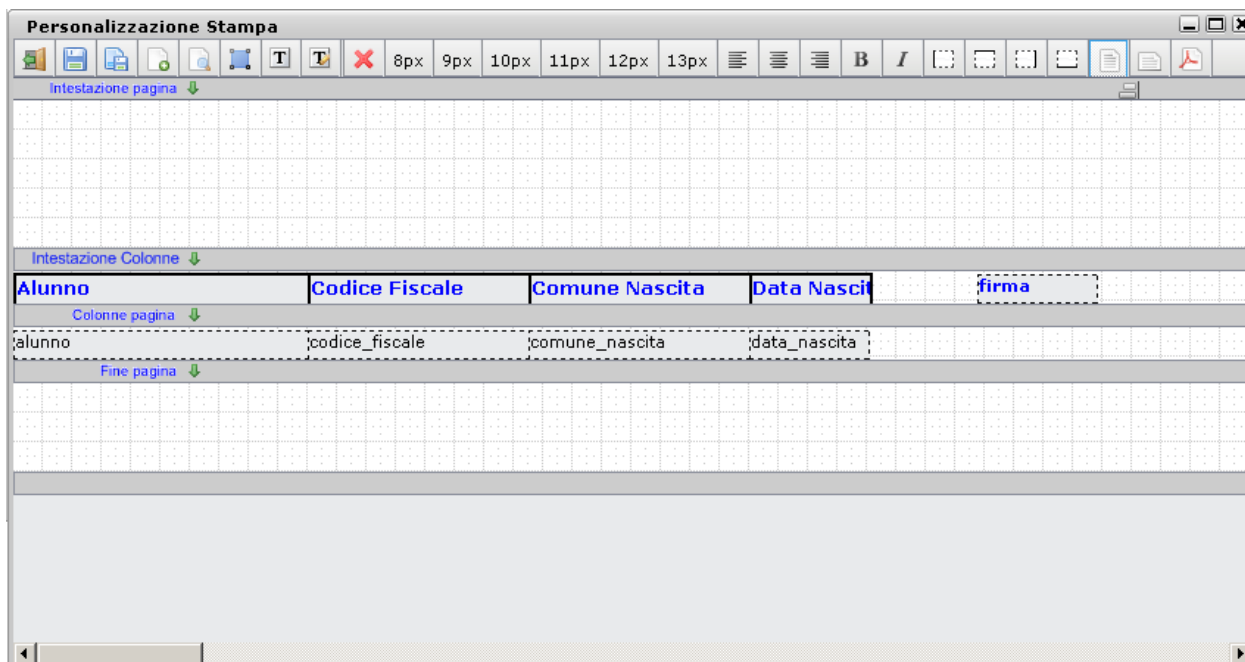 Personalizzazione Stampa
T T 8px 9px 10px 11px 12px 13px B I
Intestazione pagina
Intestazione Colonne
Alunno Codice Fiscale Comune Nascita Data Nascit firma
Colonne pagina
alunno codice_fiscale comune_nascita data_nascita
Fine pagina